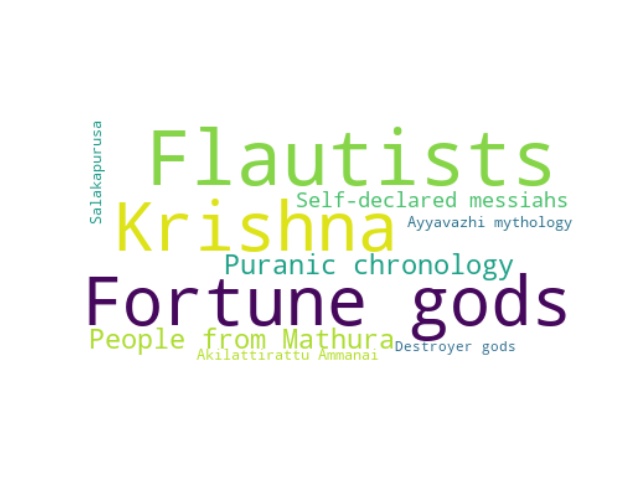 Salakapurusa
Flautists
Self-declared messiahs
Krishna
Ayyavazhi mythology
Puranic chronology
Fortune gods
People from Mathura
Destroyer gods
Akilattirattu Ammanai